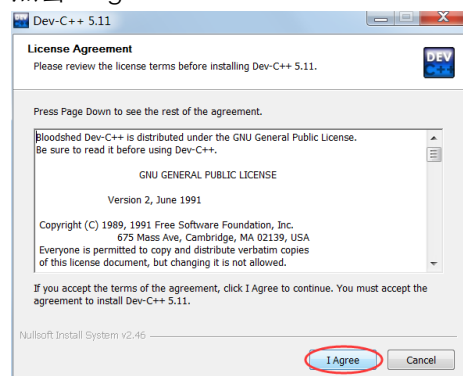 Dev-C++ 5.11
License Agreement
Please review the license terms before installing Dev-C++ 5.11.
DEV
C++
Press Page Down to see the rest of the agreement.
Bloodshed Dev-C++ is distributed under the GNU General Public License.
Be sure to read it before using Dev-C++.
GNU GENERAL PUBLIC LICENSE
Version 2, June 1991
Copyright (C) 1989, 1991 Free Software Foundation, Inc.
675 Mass Ave, Cambridge, MA 02139, USA
Everyone is permitted to copy and distribute verbatim copies
of this license document, but changing it is not allowed.
If you accept the terms of the agreement, click I Agree to continue. You must accept the
agreement to install Dev-C++ 5.11.
Nullsoft Install System v2.46
I Agree
Cancel